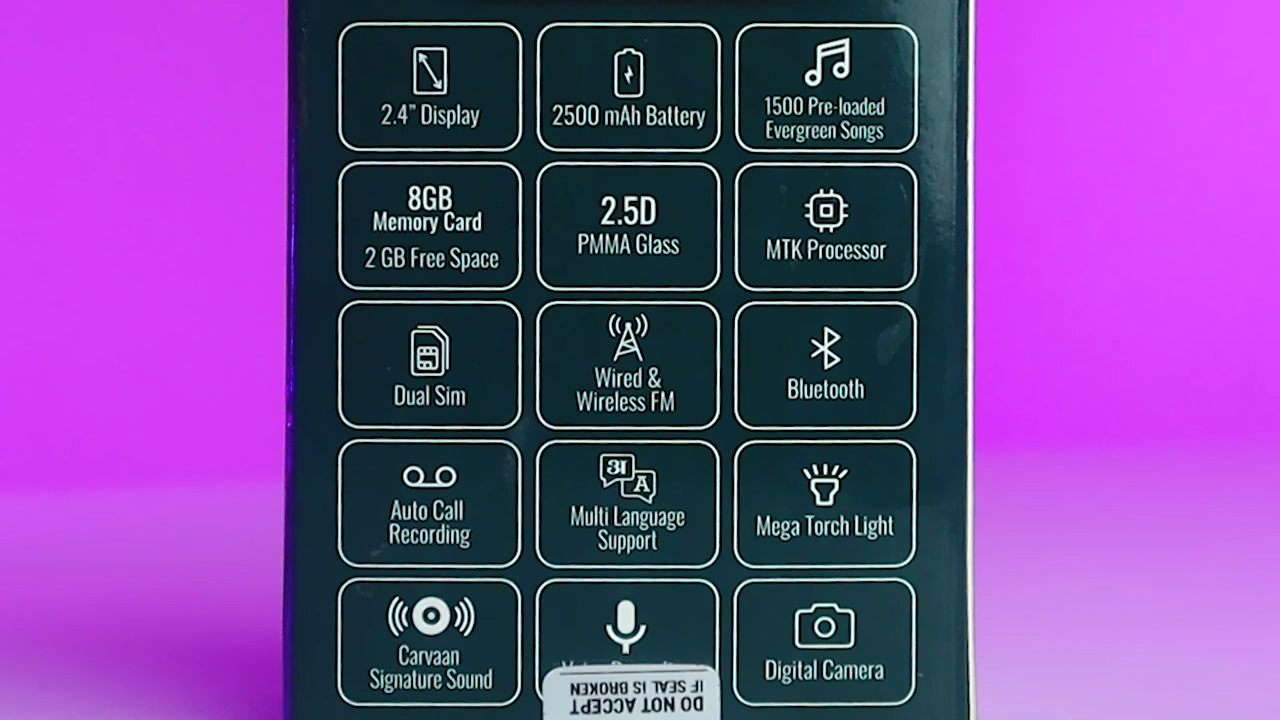 2.4” Display
2500 mAh Battery
1500 Pre-loaded
Evergreen Songs
8GB
Memory Card
2 GB Free Space
2.5D
PMMA Glass
MTK Processor
Dual Sim
Wired &
Wireless FM
Bluetooth
Auto Call
Recording
अ
A
Multi Language
Support
Mega Torch Light
Carvaan
Signature Sound
Digital Camera
DO NOT ACCEPT
IF SEAL IS BROKEN